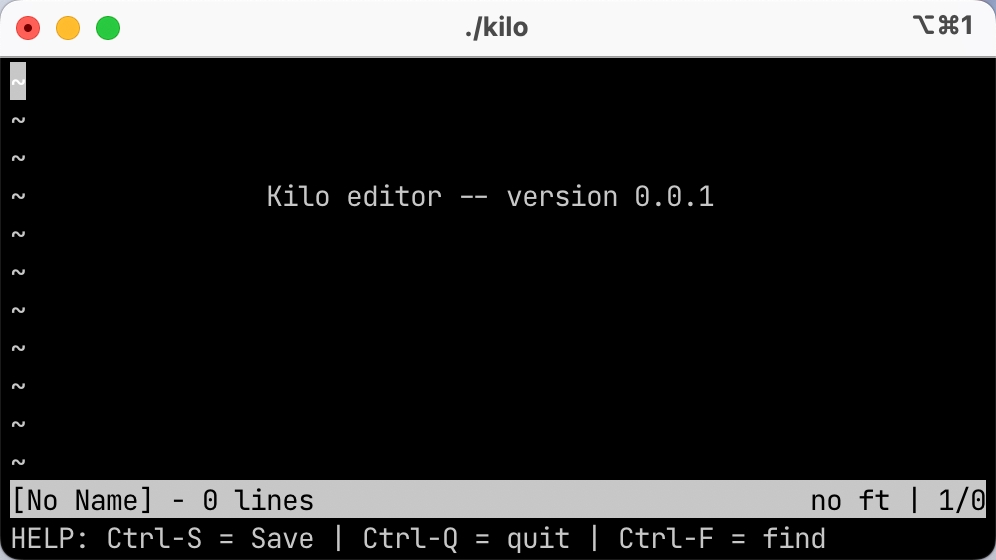 ./kilo ⌥⌘1
~
~
~
~ Kilo editor -- version 0.0.1
~
~
~
~
~
~
~
[No Name] - 0 lines no ft | 1/0
HELP: Ctrl-S = Save | Ctrl-Q = quit | Ctrl-F = find